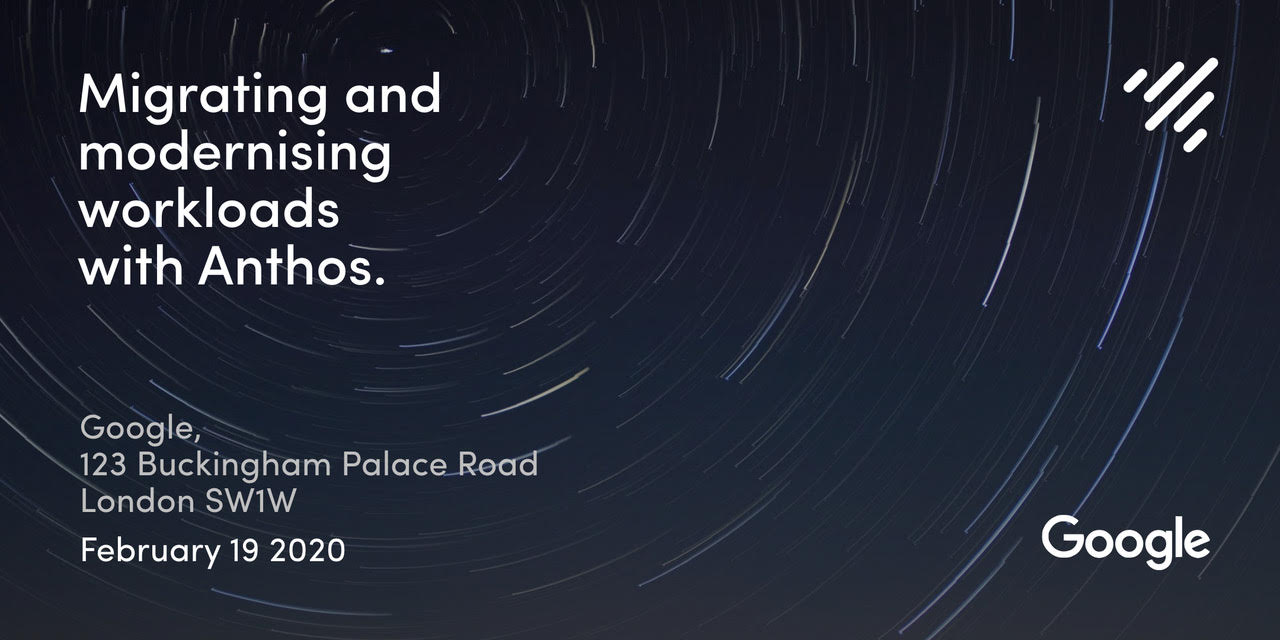 Migrating and
modernising
workloads
with Anthos.
Google,
123 Buckingham Palace Road
London SW1W
February 19 2020
Google